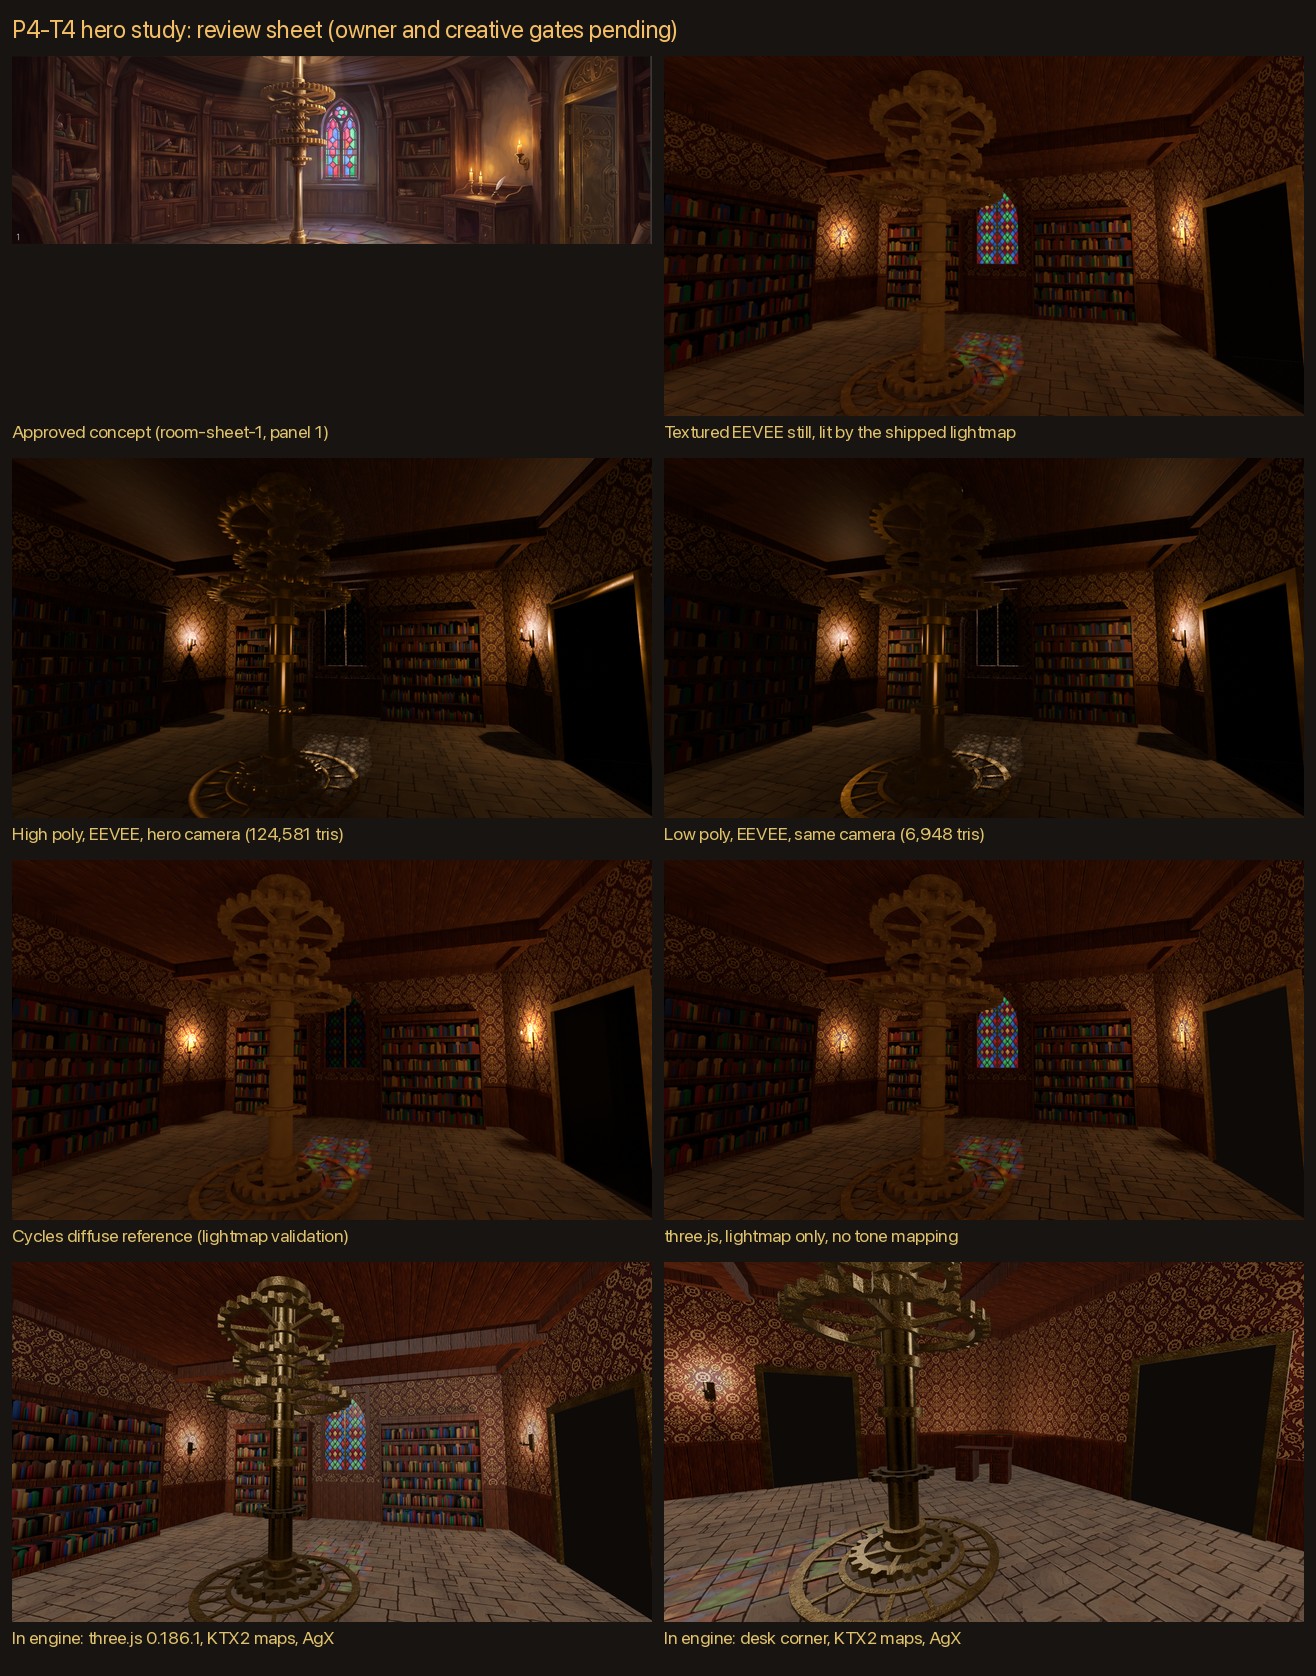 P4-T4 hero study: review sheet (owner and creative gates pending)
1
Approved concept (room-sheet-1, panel 1)
Textured EEVEE still, lit by the shipped lightmap
High poly, EEVEE, hero camera (124,581 tris)
Low poly, EEVEE, same camera (6,948 tris)
Cycles diffuse reference (lightmap validation)
three.js, lightmap only, no tone mapping
In engine: three.js 0.186.1, KTX2 maps, AgX
In engine: desk corner, KTX2 maps, AgX